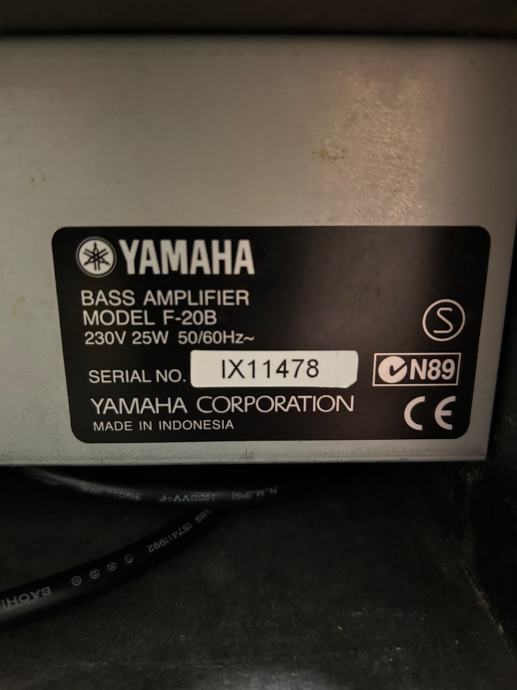 YAMAHA
BASS AMPLIFIER
MODEL F-20B
230V 25W 50/60Hz~
S
SERIAL NO. IX11478
N89
YAMAHA CORPORATION
CE
MADE IN INDONESIA